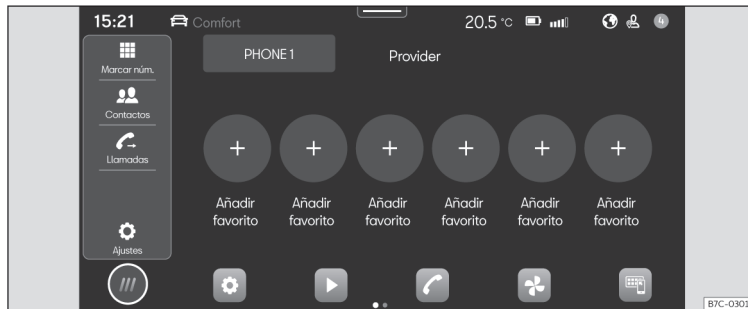 15:21 Comfort 20.5 °C 4
PHONE 1 Provider
Marcar núm.
Contactos
Llamadas
Ajustes
Añadir favorito
Añadir favorito
Añadir favorito
Añadir favorito
Añadir favorito
Añadir favorito
B7C-0301